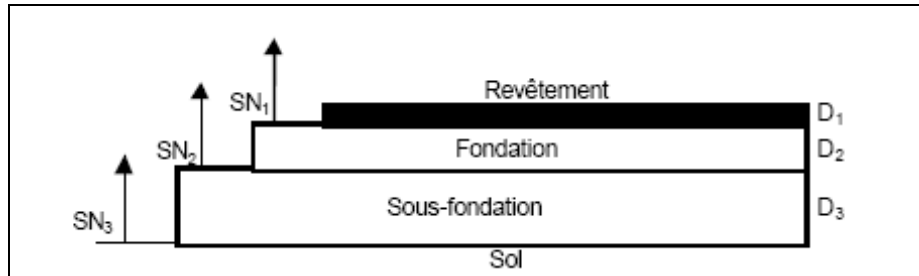 Revêtement
SN₁
D₁
Fondation
SN₂
D₂
Sous-fondation
SN₃
D₃
Sol